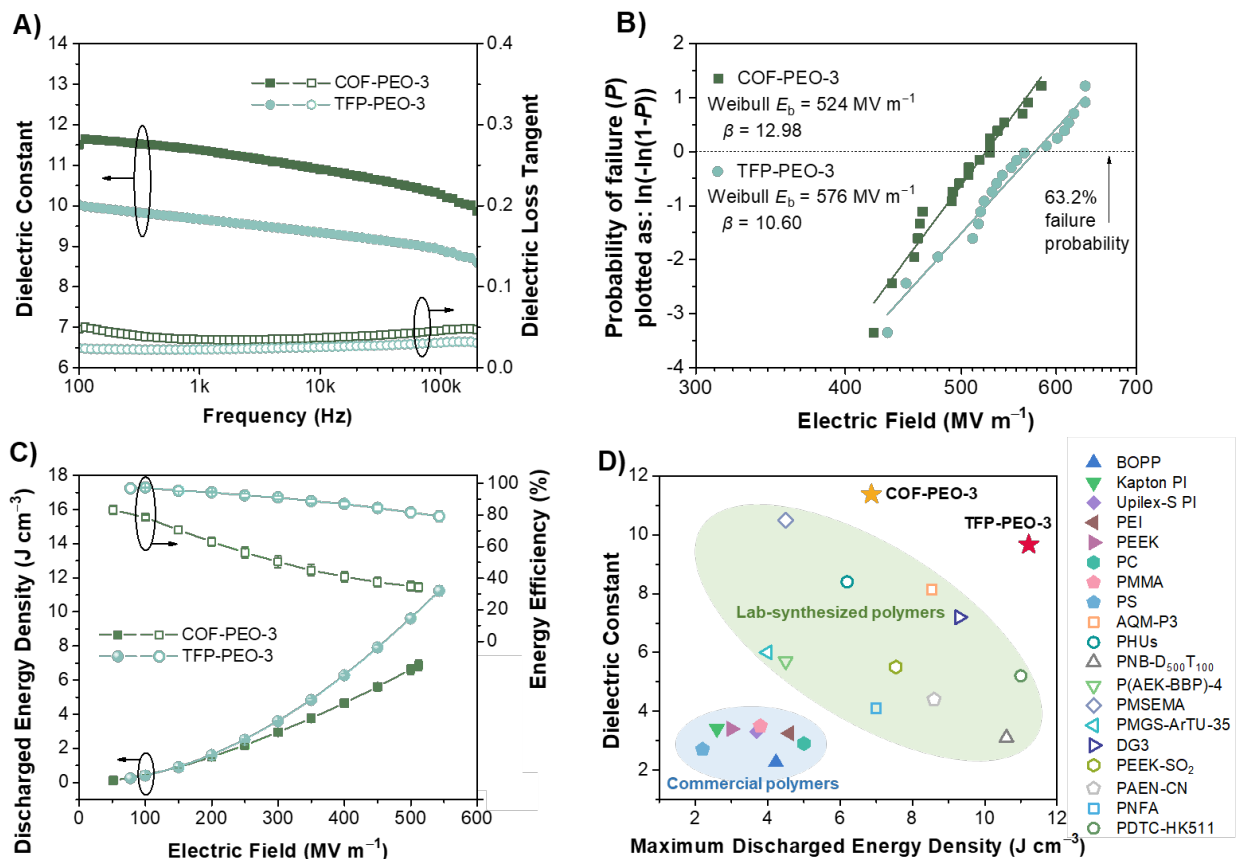 A)
14
13
12
11
10
9
8
7
6
0.4
0.3
0.2
0.1
0.0
COF-PEO-3
TFP-PEO-3
100
1k
10k
100k
Dielectric Constant
Dielectric Loss Tangent
Frequency (Hz)
B)
2
1
0
-1
-2
-3
-4
COF-PEO-3
Weibull Eb = 524 MV m⁻¹
β = 12.98
TFP-PEO-3
Weibull Eb = 576 MV m⁻¹
β = 10.60
63.2%
failure
probability
300
400
500
600
700
Probability of failure (P)
plotted as: ln(-ln(1-P))
Electric Field (MV m⁻¹)
C)
18
16
14
12
10
8
6
4
2
0
100
80
60
40
20
0
COF-PEO-3
TFP-PEO-3
0
100
200
300
400
500
600
Discharged Energy Density (J cm⁻³)
Energy Efficiency (%)
Electric Field (MV m⁻¹)
D)
12
10
8
6
4
2
COF-PEO-3
TFP-PEO-3
Lab-synthesized polymers
Commercial polymers
2
4
6
8
10
12
Dielectric Constant
Maximum Discharged Energy Density (J cm⁻³)
BOPP
Kapton PI
Upilex-S PI
PEI
PEEK
PC
PMMA
PS
AQM-P3
PHUs
PNB-D₅₀₀T₁₀₀
P(AEK-BBP)-4
PMSEMA
PMGS-ArTU-35
DG3
PEEK-SO₂
PAEN-CN
PNFA
PDTC-HK511